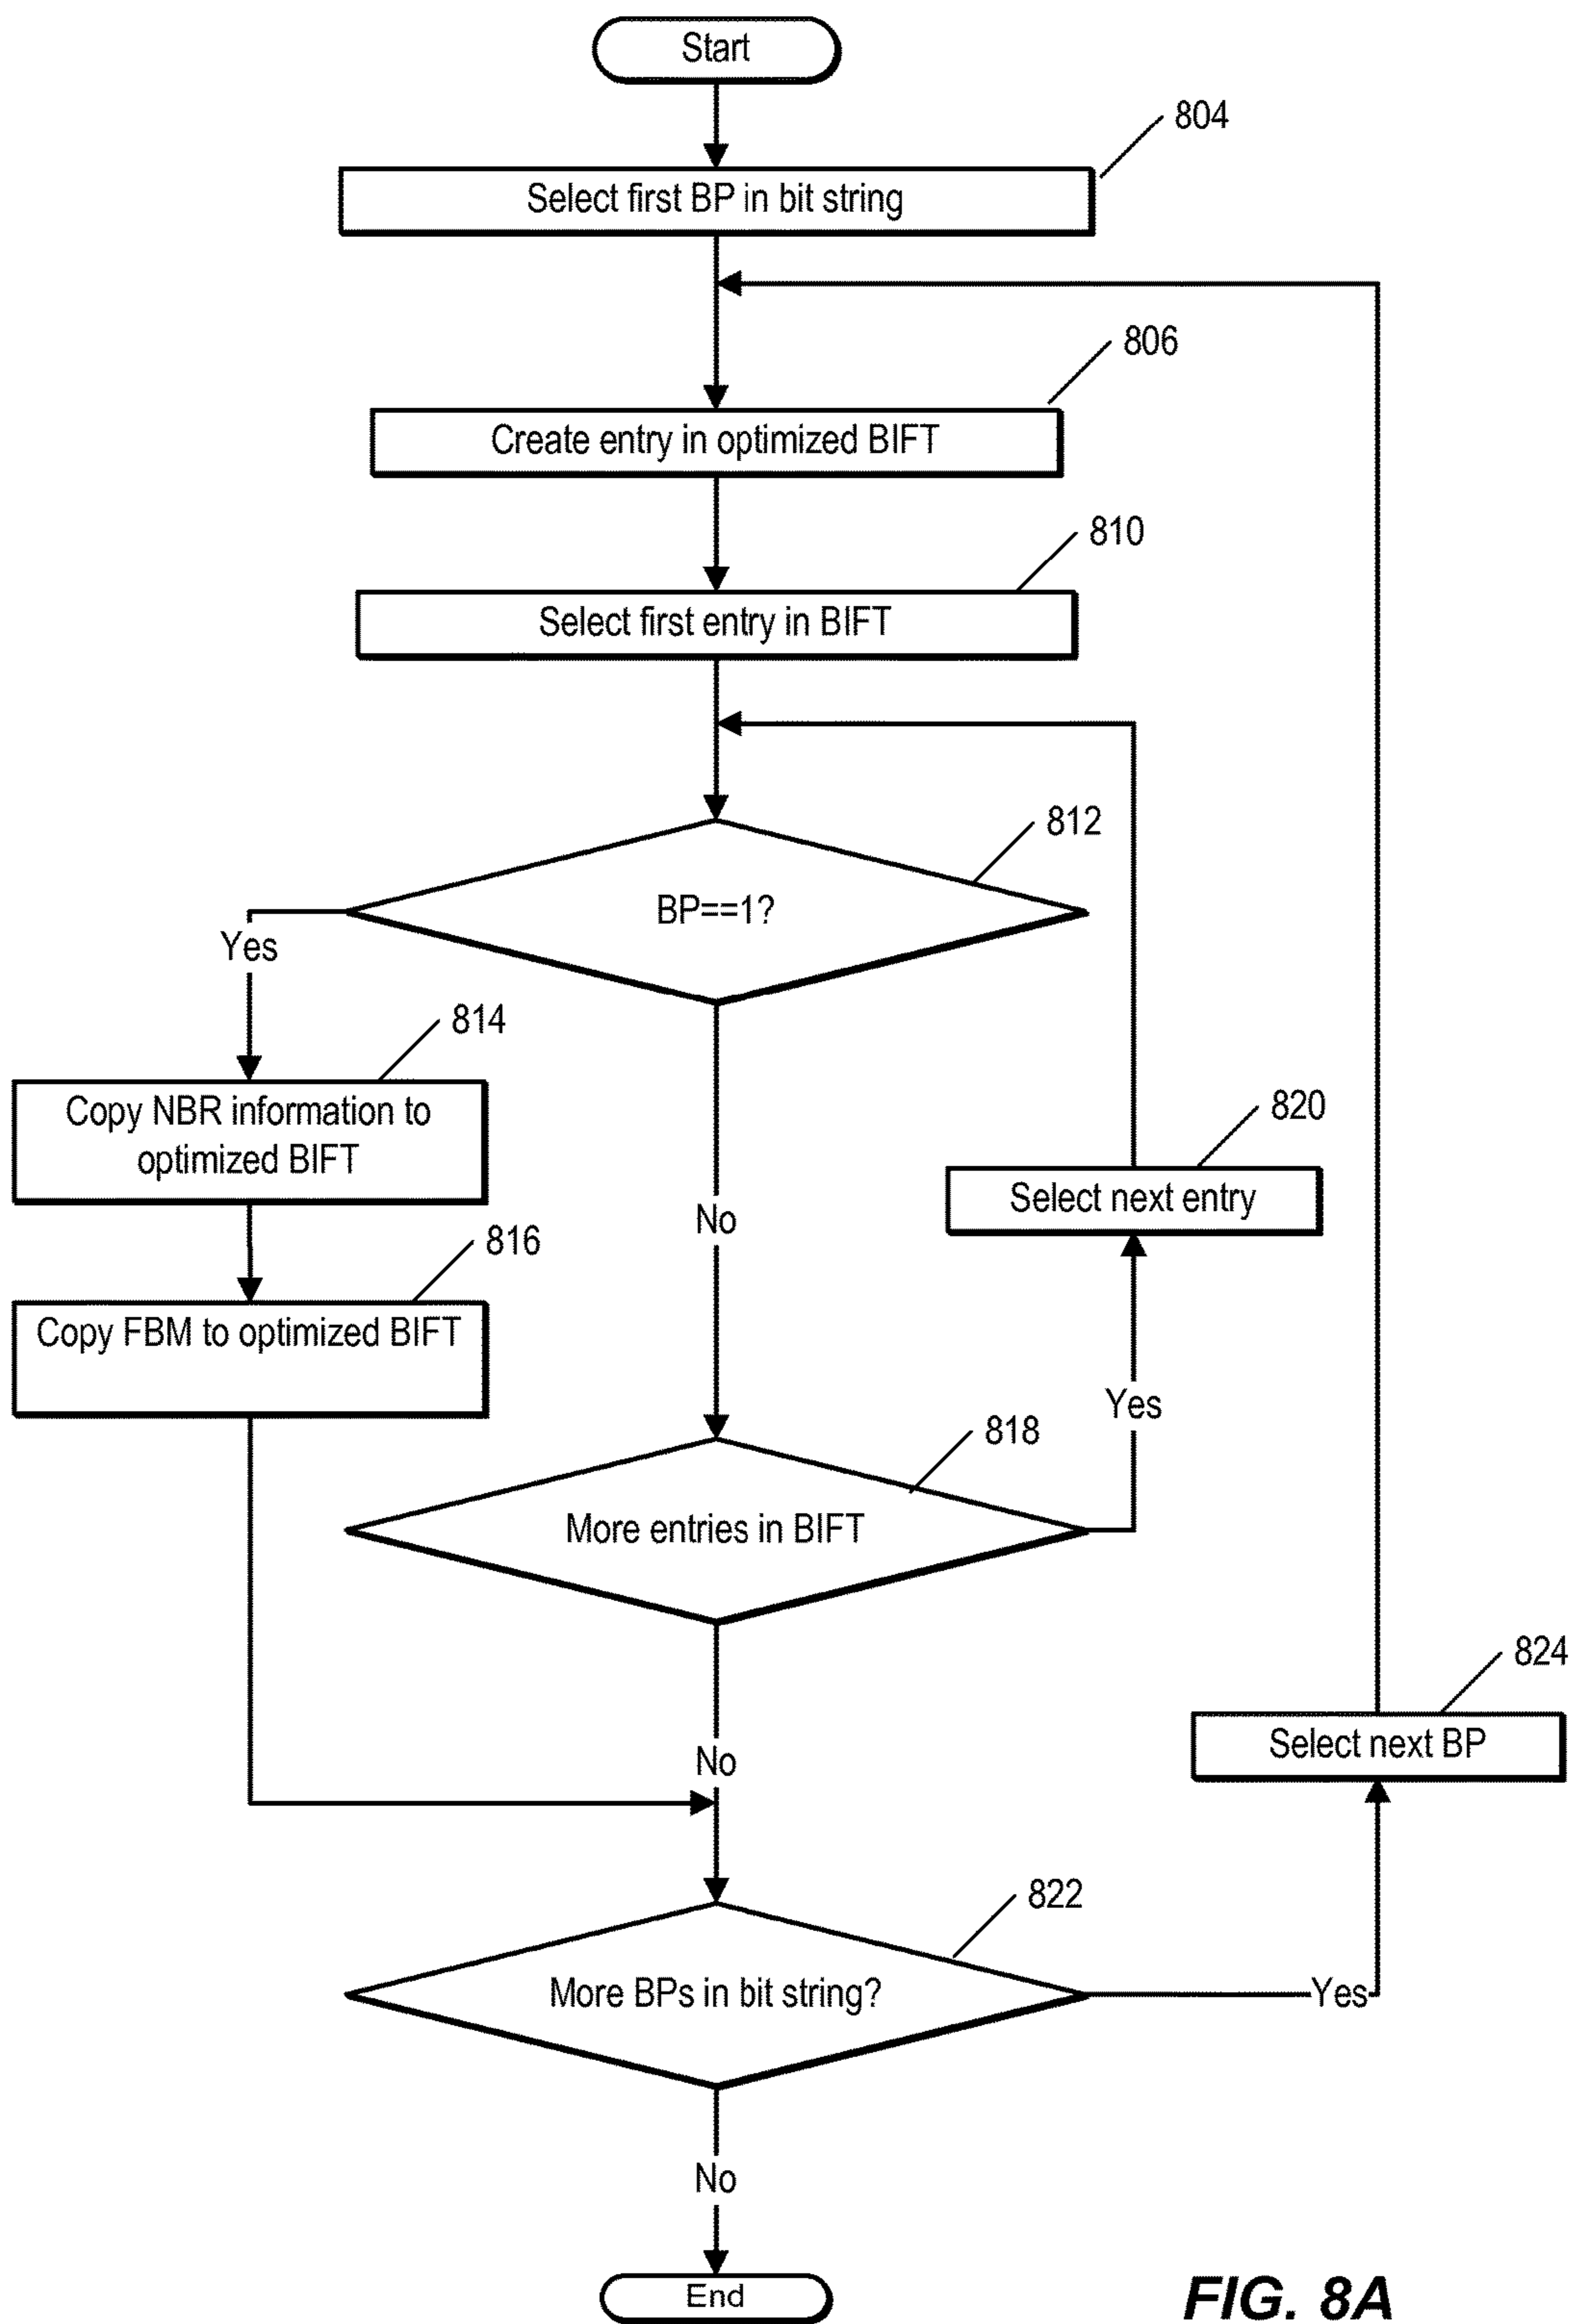 Start
804
Select first BP in bit string
806
Create entry in optimized BIFT
810
Select first entry in BIFT
812
BP==1?
Yes
814
Copy NBR information to
optimized BIFT
820
Select next entry
No
816
Copy FBM to optimized BIFT
Yes
818
More entries in BIFT
824
Select next BP
No
822
More BPs in bit string?
Yes
No
End
FIG. 8A